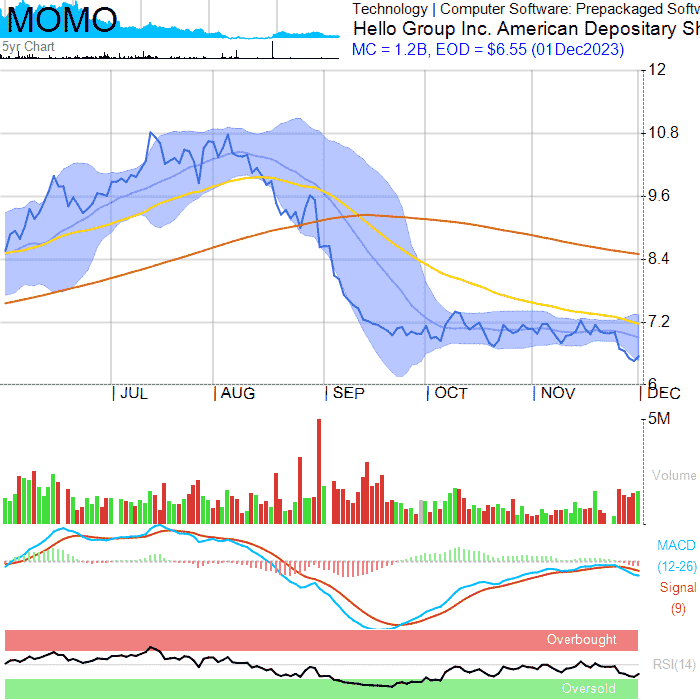 MOMO
5yr Chart
Technology | Computer Software: Prepackaged Softw
Hello Group Inc. American Depositary Sh
MC = 1.2B, EOD = $6.55 (01Dec2023)
12
10.8
9.6
8.4
7.2
6
JUL AUG SEP OCT NOV DEC
5M
Volume
MACD
(12-26)
Signal
(9)
Overbought
RSI(14)
Oversold